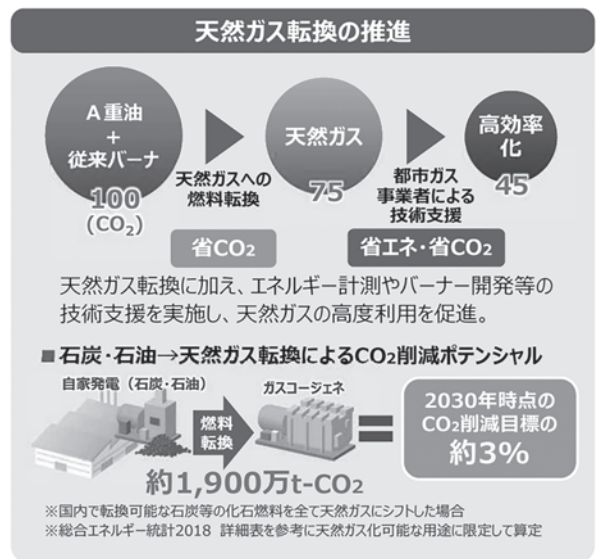 天然ガス転換の推進
A重油
+
従来バーナ
100
(CO₂)
天然ガスへの
燃料転換
天然ガス
75
都市ガス
事業者による
技術支援
高効率
化
45
省CO₂
省エネ・省CO₂
天然ガス転換に加え、エネルギー計測やバーナー開発等の
技術支援を実施し、天然ガスの高度利用を促進。
■石炭・石油→天然ガス転換によるCO₂削減ポテンシャル
自家発電（石炭・石油）
燃料
転換
ガスコージェネ
=
2030年時点の
CO₂削減目標の
約3%
約1,900万t-CO₂
※国内で転換可能な石炭等の化石燃料を全て天然ガスにシフトした場合
※総合エネルギー統計2018 詳細表を参考に天然ガス化可能な用途に限定して算定